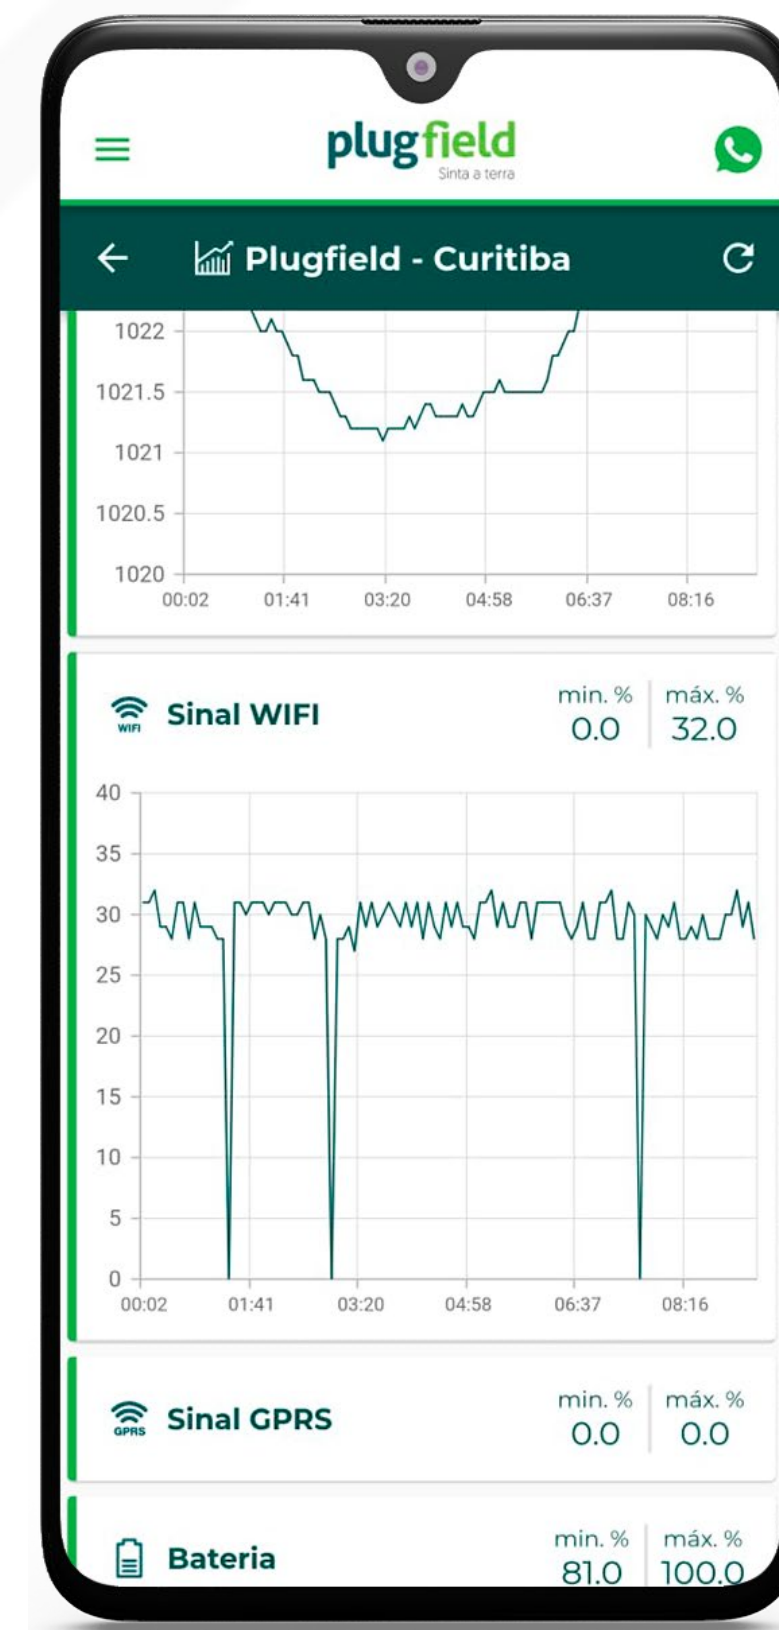 plugfield
Sinta a terra
Plugfield - Curitiba
1022
1021.5
1021
1020.5
1020
00:02 01:41 03:20 04:58 06:37 08:16
WIFI
Sinal WIFI
min. % máx. %
0.0 32.0
40
35
30
25
20
15
10
5
0
00:02 01:41 03:20 04:58 06:37 08:16
GPRS
Sinal GPRS
min. % máx. %
0.0 0.0
Bateria
min. % máx. %
81.0 100.0